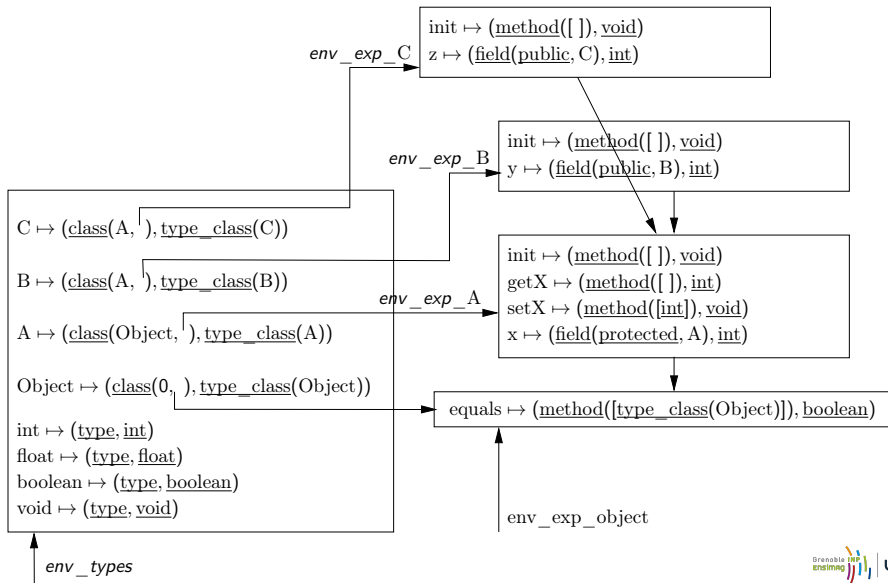 init ↦ (method([ ]), void)
z ↦ (field(public, C), int)
env_exp_C
init ↦ (method([ ]), void)
y ↦ (field(public, B), int)
env_exp_B
C ↦ (class(A, ), type_class(C))
B ↦ (class(A, ), type_class(B))
A ↦ (class(Object, ), type_class(A))
Object ↦ (class(0, ), type_class(Object))
int ↦ (type, int)
float ↦ (type, float)
boolean ↦ (type, boolean)
void ↦ (type, void)
env_types
env_exp_A
init ↦ (method([ ]), void)
getX ↦ (method([ ]), int)
setX ↦ (method([int]), void)
x ↦ (field(protected, A), int)
equals ↦ (method([type_class(Object)]), boolean)
env_exp_object
Grenoble INP
ensimag